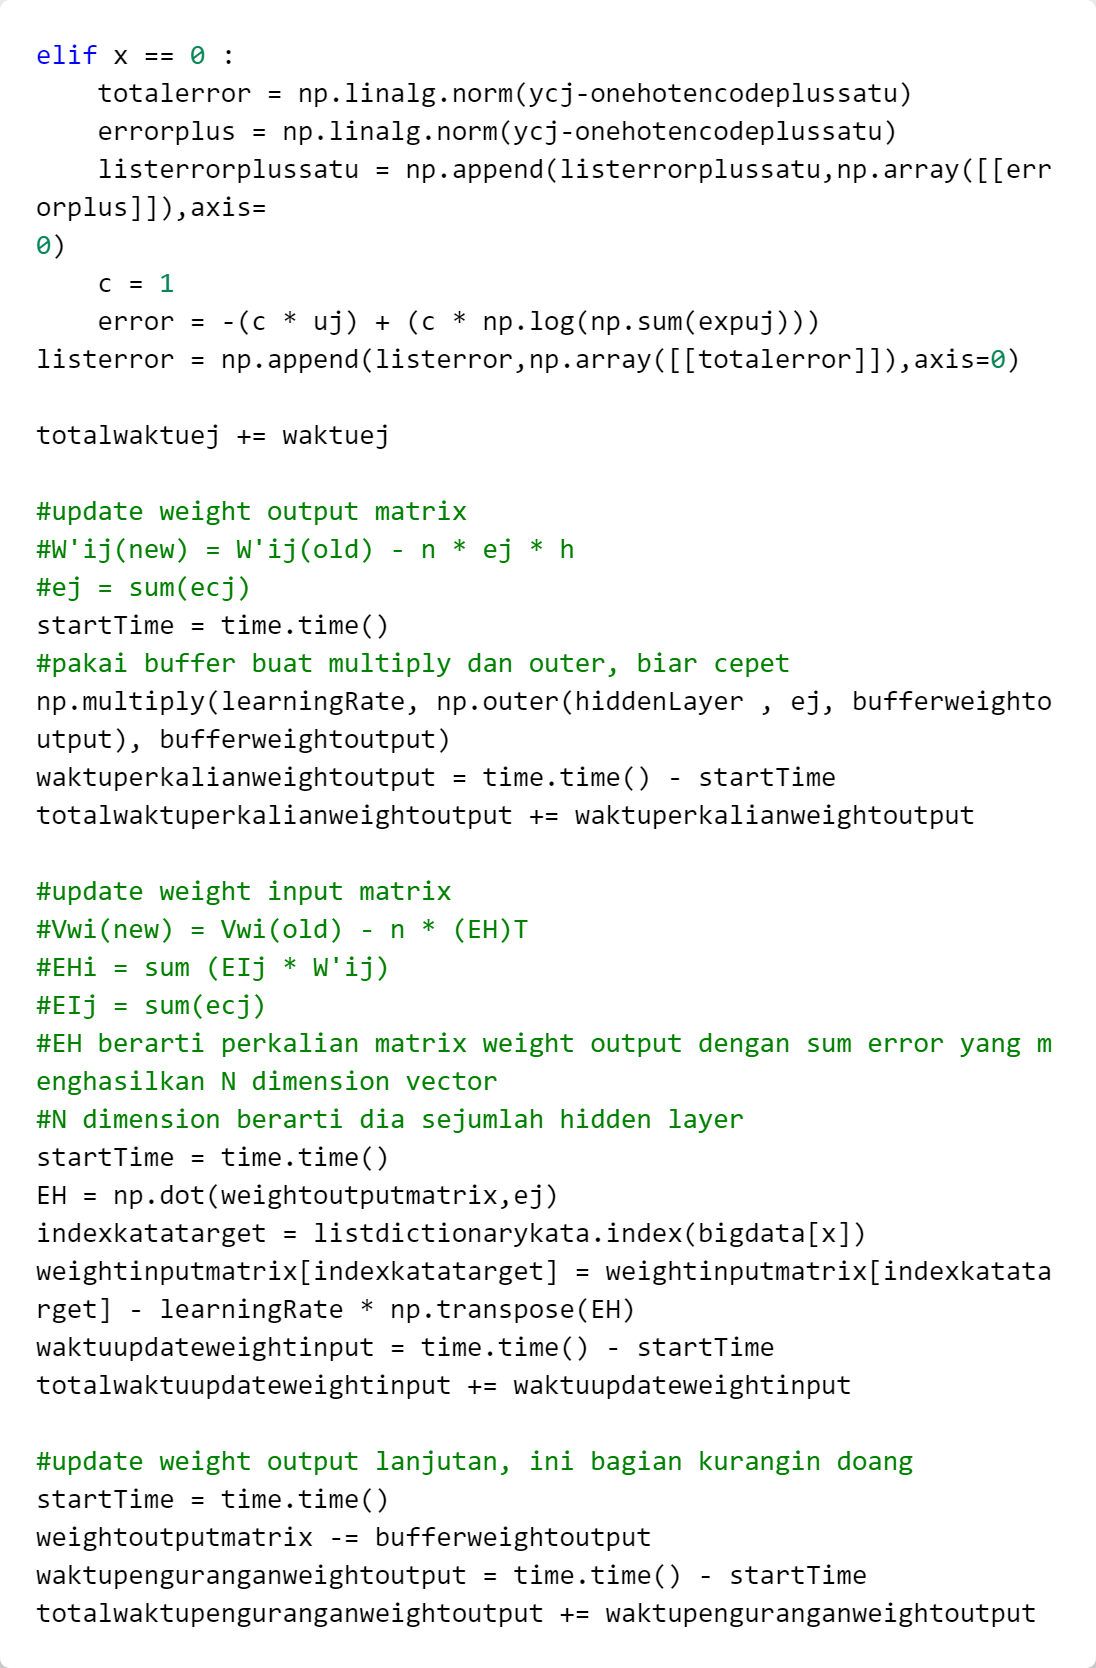 elif x == 0 :
    totalerror = np.linalg.norm(ycj-onehotencodeplussatu)
    errorplus = np.linalg.norm(ycj-onehotencodeplussatu)
    listerrorplussatu = np.append(listerrorplussatu,np.array([[err
orplus]]),axis=
0)
    c = 1
    error = -(c * uj) + (c * np.log(np.sum(expuj)))
listerror = np.append(listerror,np.array([[totalerror]]),axis=0)

totalwaktuej += waktuej

#update weight output matrix
#W'ij(new) = W'ij(old) - n * ej * h
#ej = sum(ecj)
startTime = time.time()
#pakai buffer buat multiply dan outer, biar cepet
np.multiply(learningRate, np.outer(hiddenLayer , ej, bufferweighto
utput), bufferweightoutput)
waktuperkalianweightoutput = time.time() - startTime
totalwaktuperkalianweightoutput += waktuperkalianweightoutput

#update weight input matrix
#Vwi(new) = Vwi(old) - n * (EH)T
#EHi = sum (EIj * W'ij)
#EIj = sum(ecj)
#EH berarti perkalian matrix weight output dengan sum error yang m
enghasilkan N dimension vector
#N dimension berarti dia sejumlah hidden layer
startTime = time.time()
EH = np.dot(weightoutputmatrix,ej)
indexkatatarget = listdictionarykata.index(bigdata[x])
weightinputmatrix[indexkatatarget] = weightinputmatrix[indexkatata
rget] - learningRate * np.transpose(EH)
waktuupdateweightinput = time.time() - startTime
totalwaktuupdateweightinput += waktuupdateweightinput

#update weight output lanjutan, ini bagian kurangin doang
startTime = time.time()
weightoutputmatrix -= bufferweightoutput
waktupenguranganweightoutput = time.time() - startTime
totalwaktupenguranganweightoutput += waktupenguranganweightoutput